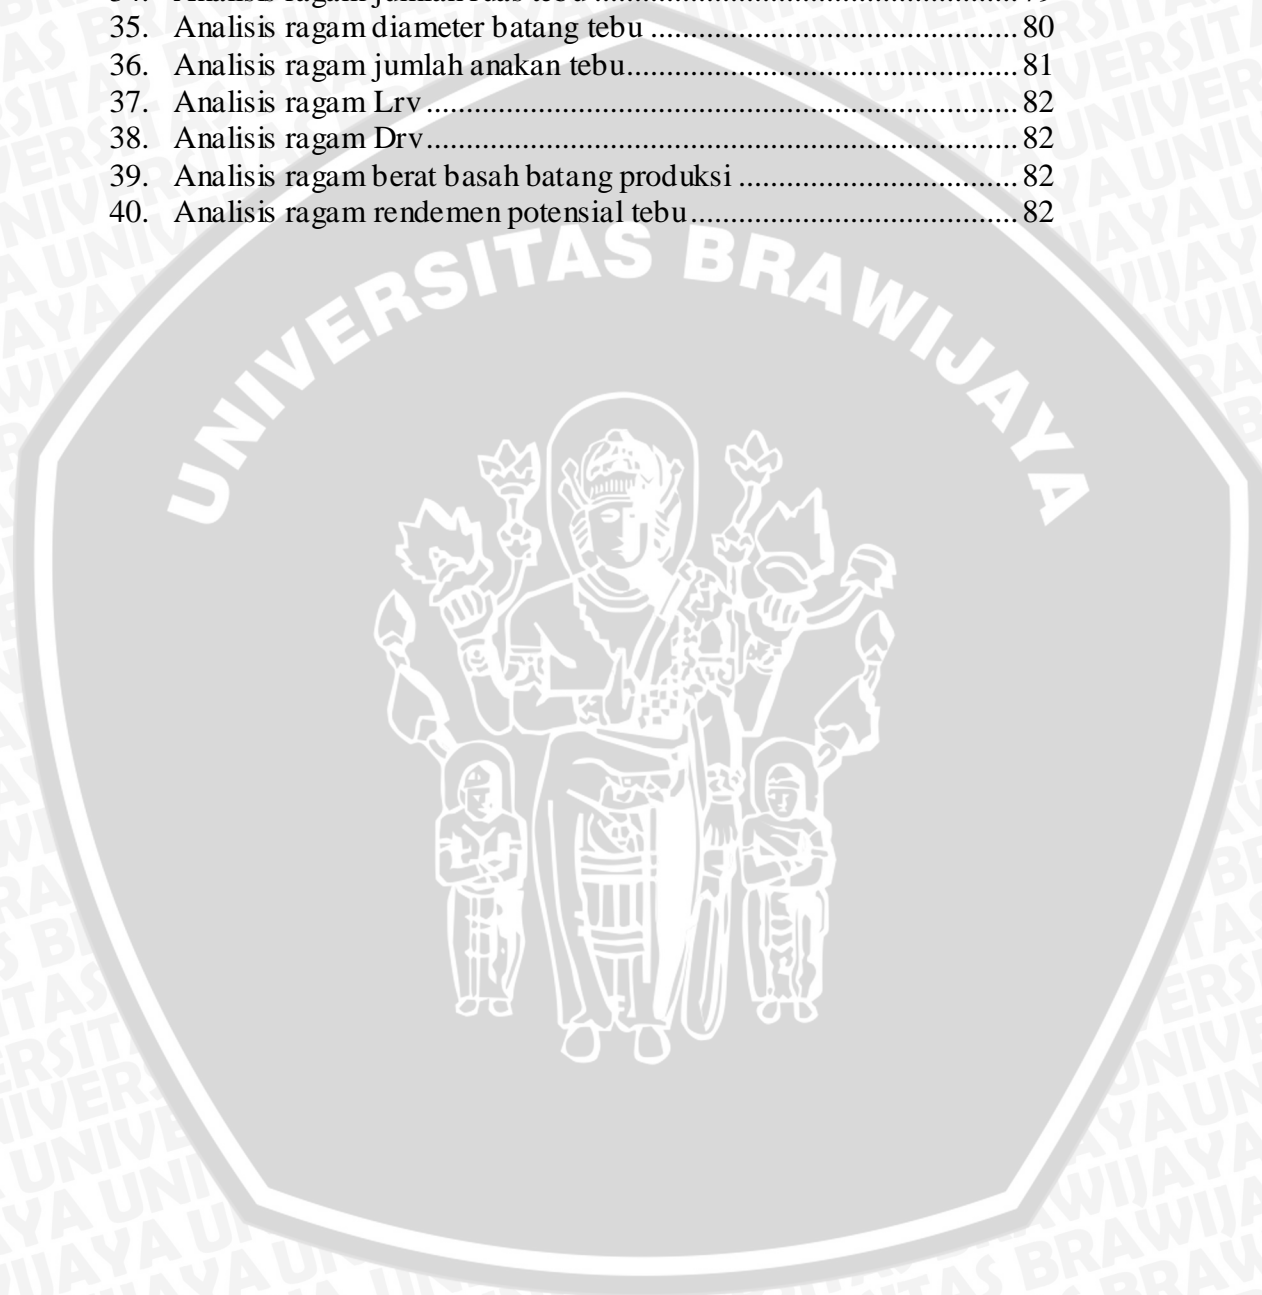 35. Analisis ragam diameter batang tebu ............................................... 80
36. Analisis ragam jumlah anakan tebu.................................................. 81
37. Analisis ragam Lrv ........................................................................... 82
38. Analisis ragam Drv........................................................................... 82
39. Analisis ragam berat basah batang produksi .................................... 82
40. Analisis ragam rendemen potensial tebu.......................................... 82
UNIVERSITAS BRAWIJAYA